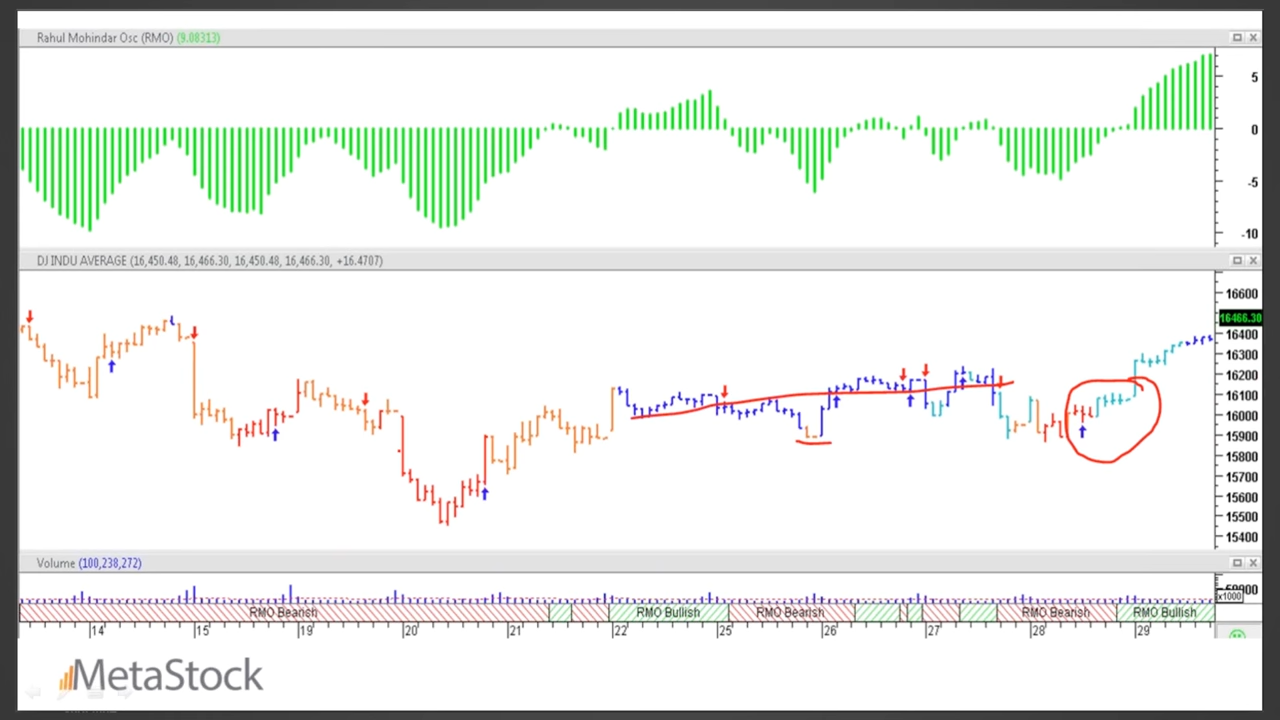 Rahul Mohindar Osc (RMO) (9.08313)
5
0
-5
-10
DJ INDU AVERAGE (16,450.48, 16,466.30, 16,450.48, 16,466.30, +16.4707)
16600
16466.30
16400
16300
16200
16100
16000
15900
15800
15700
15600
15500
15400
Volume (100,238,272)
x1000
RMO Bearish RMO Bullish RMO Bearish RMO Bearish RMO Bullish
14 15 19 20 21 22 25 26 27 28 29
MetaStock